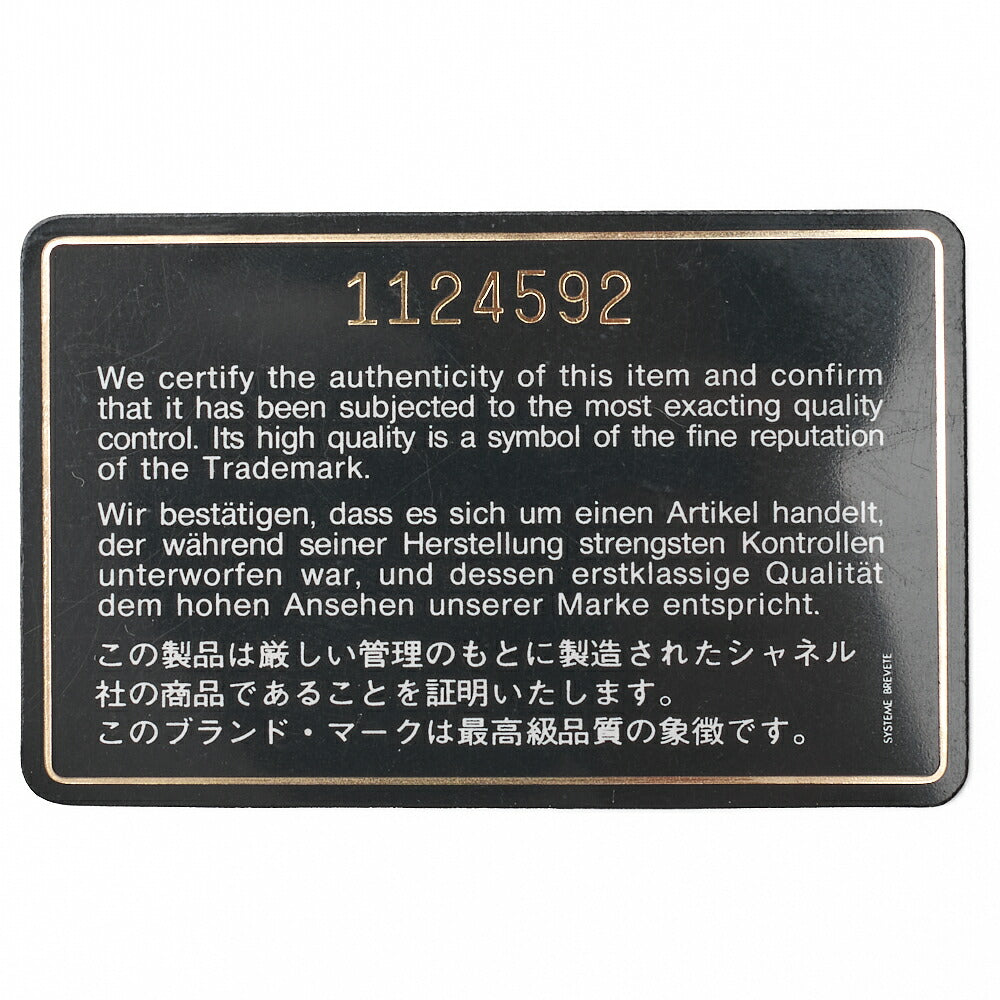 1124592
We certify the authenticity of this item and confirm
that it has been subjected to the most exacting quality
control. Its high quality is a symbol of the fine reputation
of the Trademark.
Wir bestätigen, dass es sich um einen Artikel handelt,
der während seiner Herstellung strengsten Kontrollen
unterworfen war, und dessen erstklassige Qualität
dem hohen Ansehen unserer Marke entspricht.
この製品は厳しい管理のもとに製造されたシャネル
社の商品であることを証明いたします。
このブランド・マークは最高級品質の象徴です。
SYSTEME BREVETE